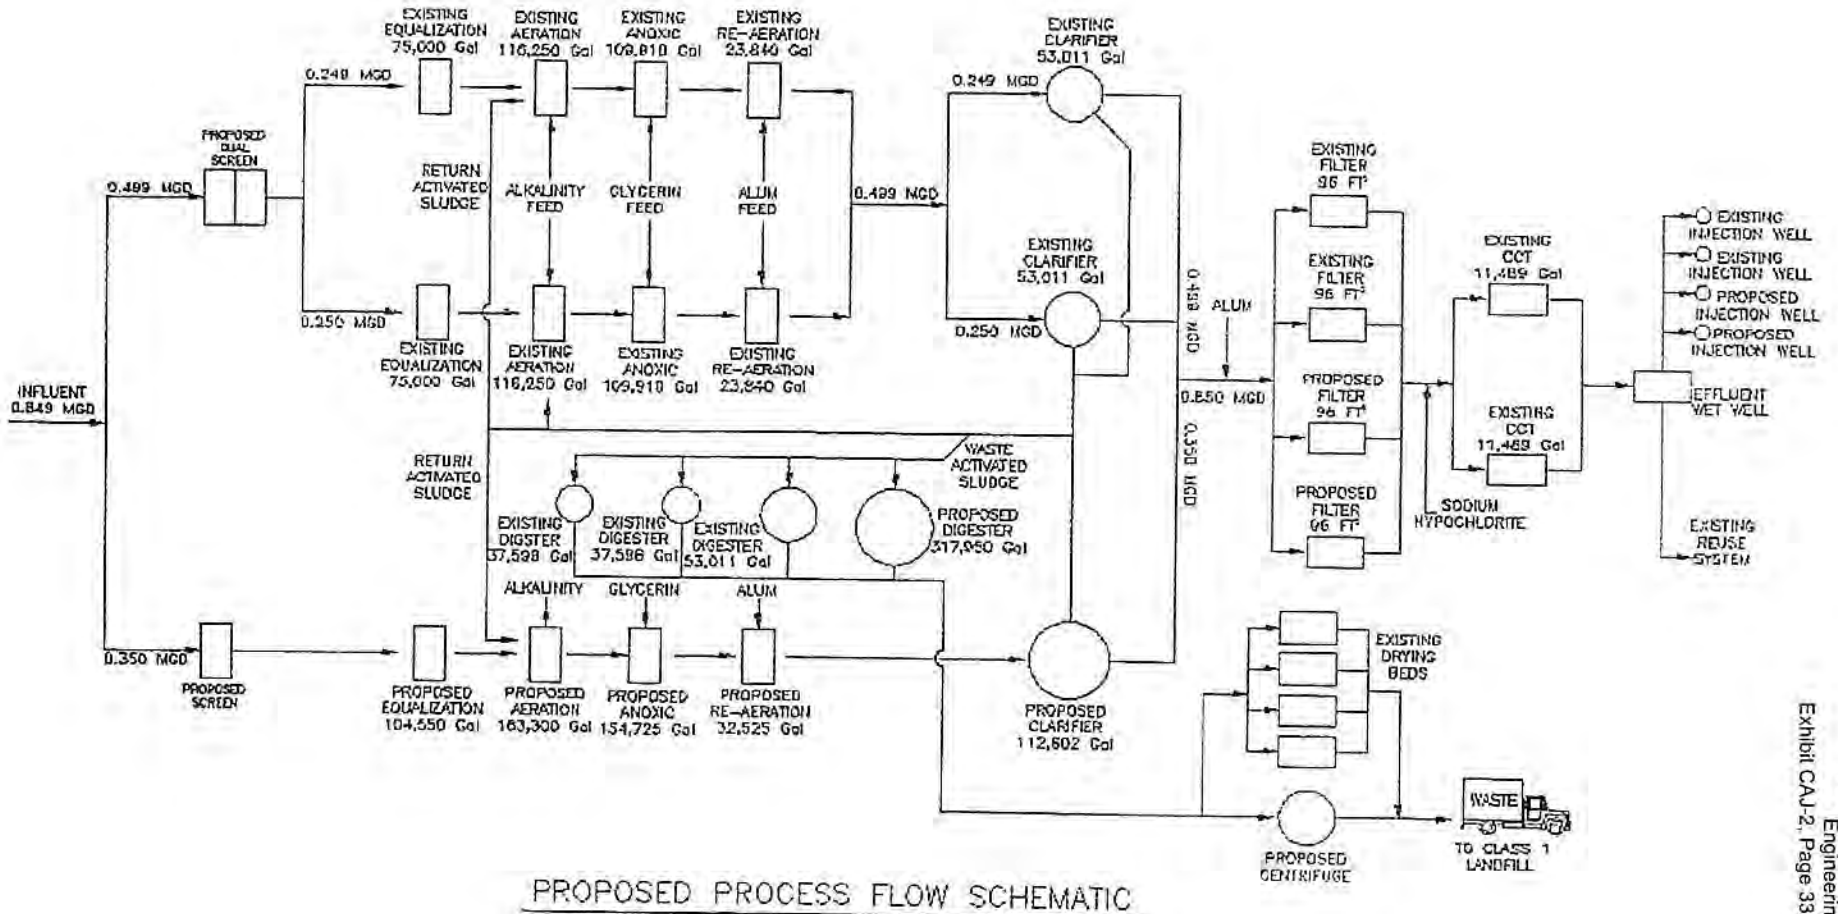 EXISTING
EQUALIZATION
75,000 Gal
EXISTING
AERATION
116,250 Gal
EXISTING
ANOXIC
109,910 Gal
EXISTING
RE-AERATION
23,840 Gal
EXISTING
CLARIFIER
53,011 Gal
0.249 MGD
0.249 MGD
PROPOSED
DUAL
SCREEN
0.499 MGD
RETURN
ACTIVATED
SLUDGE
ALKALINITY
FEED
GLYCERIN
FEED
ALUM
FEED
0.499 MGD
EXISTING
CLARIFIER
53,011 Gal
0.250 MGD
0.250 MGD
EXISTING
EQUALIZATION
75,000 Gal
EXISTING
AERATION
116,250 Gal
EXISTING
ANOXIC
109,910 Gal
EXISTING
RE-AERATION
23,840 Gal
INFLUENT
0.849 MGD
0.499 MGD
ALUM
0.850 MGD
0.350 MGD
EXISTING
FILTER
96 FT²
EXISTING
FILTER
96 FT²
PROPOSED
FILTER
96 FT²
PROPOSED
FILTER
96 FT²
EXISTING
CCT
11,489 Gal
EXISTING
CCT
11,489 Gal
SODIUM
HYPOCHLORITE
EXISTING
INJECTION WELL
EXISTING
INJECTION WELL
PROPOSED
INJECTION WELL
PROPOSED
INJECTION WELL
EFFLUENT
WET WELL
EXISTING
REUSE
SYSTEM
RETURN
ACTIVATED
SLUDGE
WASTE
ACTIVATED
SLUDGE
EXISTING
DIGSTER
37,598 Gal
EXISTING
DIGESTER
37,598 Gal
EXISTING
DIGESTER
53,011 Gal
PROPOSED
DIGESTER
317,950 Gal
ALKALINITY
GLYCERIN
ALUM
0.350 MGD
PROPOSED
SCREEN
PROPOSED
EQUALIZATION
104,550 Gal
PROPOSED
AERATION
163,300 Gal
PROPOSED
ANOXIC
154,725 Gal
PROPOSED
RE-AERATION
32,525 Gal
PROPOSED
CLARIFIER
112,602 Gal
EXISTING
DRYING
BEDS
PROPOSED
CENTRIFUGE
WASTE
TO CLASS 1
LANDFILL
PROPOSED PROCESS FLOW SCHEMATIC
Engineerin
Exhibit CAJ-2, Page 33